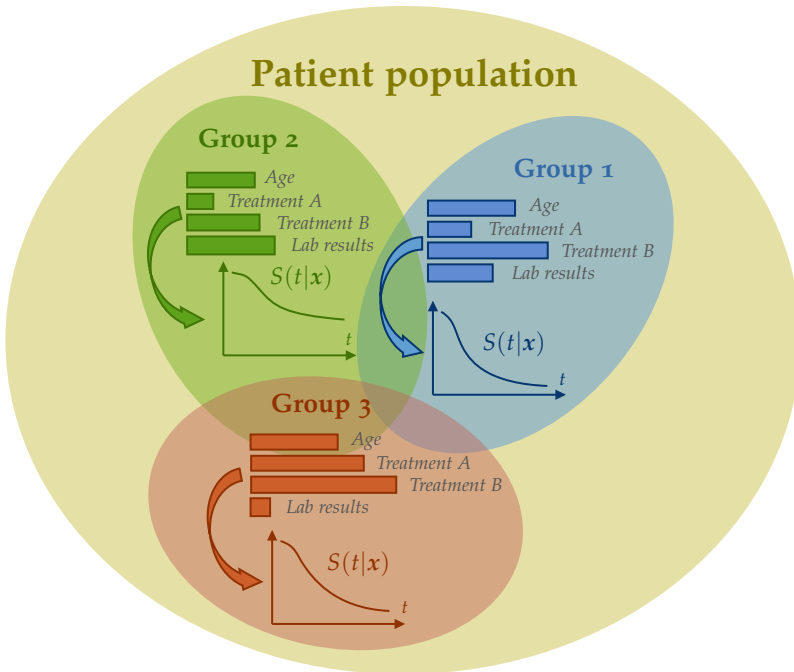 Patient population
Group 2
Age
Treatment A
Treatment B
Lab results
S(t|x)
t
Group 1
Age
Treatment A
Treatment B
Lab results
S(t|x)
t
Group 3
Age
Treatment A
Treatment B
Lab results
S(t|x)
t